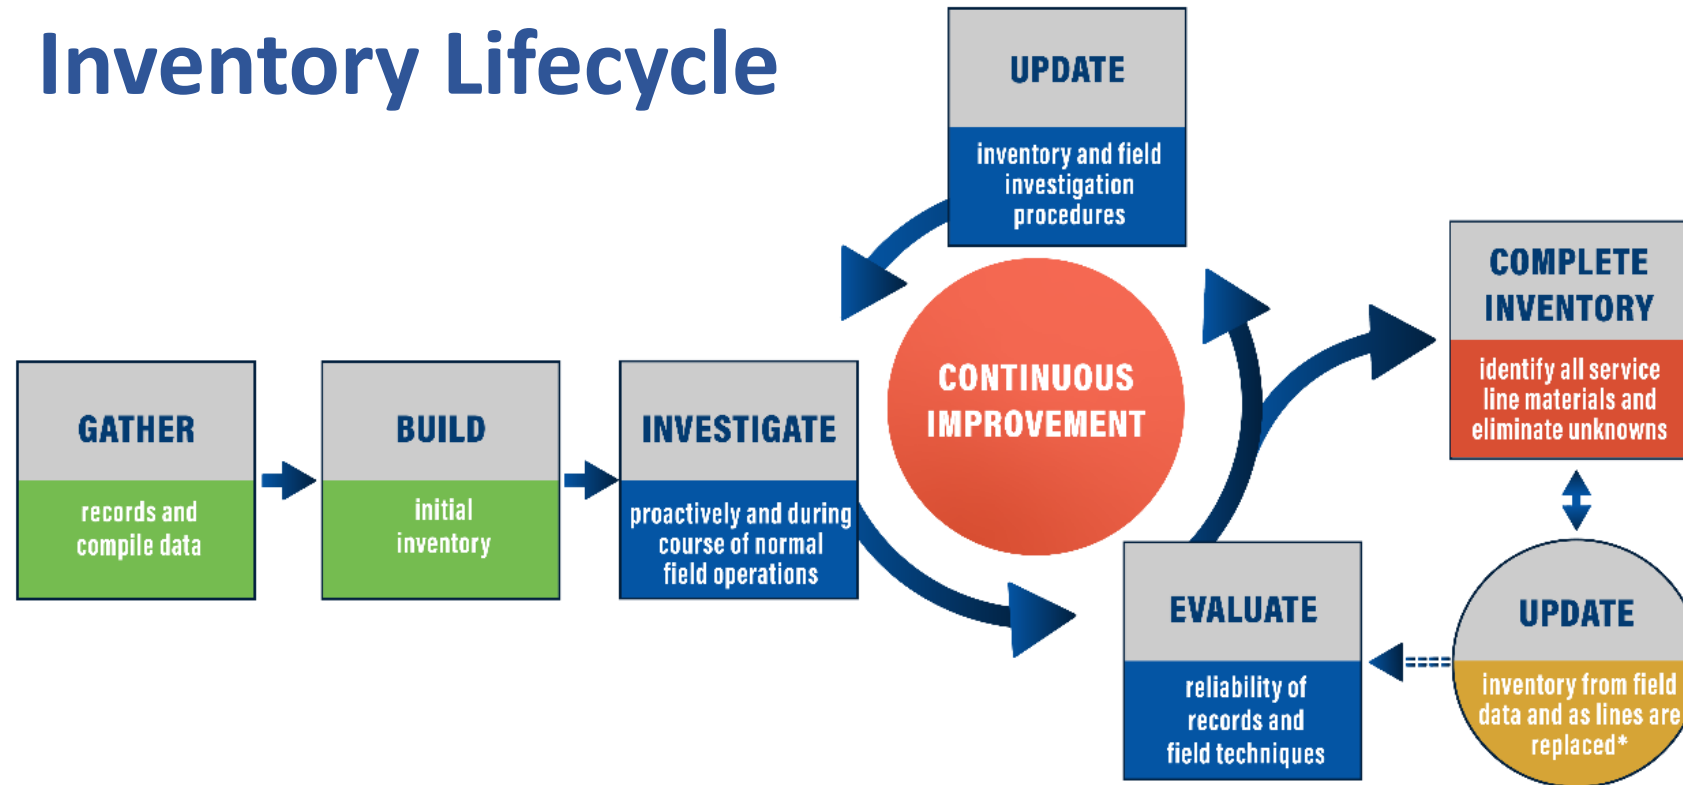 Inventory Lifecycle
GATHER
records and
compile data
BUILD
initial
inventory
INVESTIGATE
proactively and during
course of normal
field operations
UPDATE
inventory and field
investigation
procedures
CONTINUOUS
IMPROVEMENT
EVALUATE
reliability of
records and
field techniques
COMPLETE
INVENTORY
identify all service
line materials and
eliminate unknowns
UPDATE
inventory from field
data and as lines are
replaced*